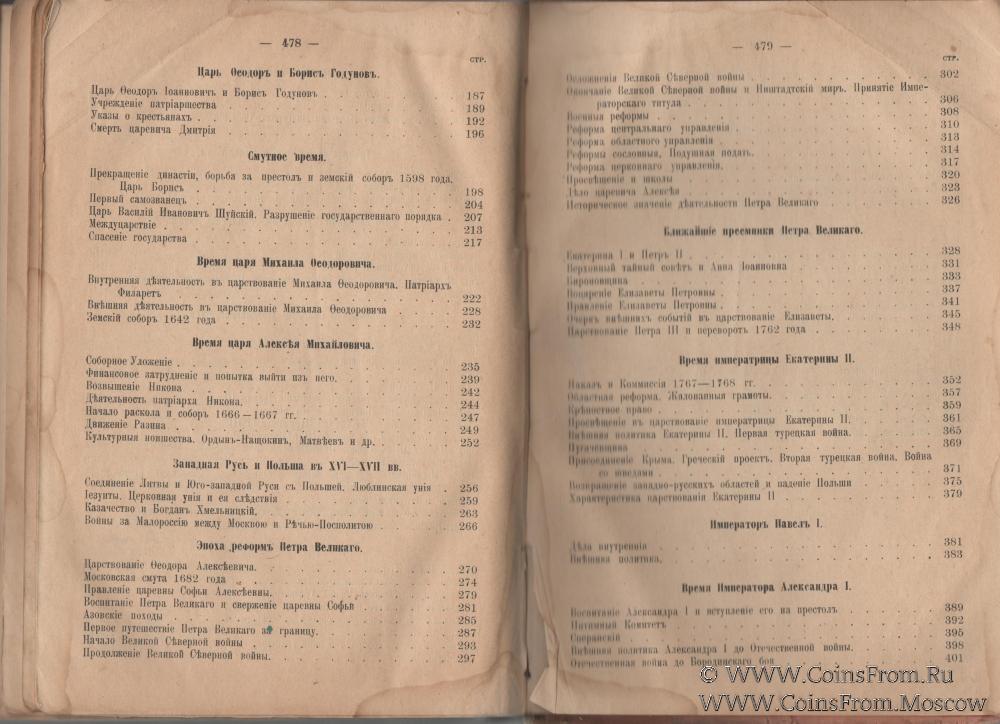 — 478 —
СТР.
Царь Ѳеодоръ и Борисъ Годуновъ.
Царь Ѳеодоръ Іоанновичъ и Борисъ Годуновъ . 187
Учрежденіе патріаршества 189
Указы о крестьянахъ . 192
Смерть царевича Дмитрія 196
Смутное время.
Прекращеніе династіи, борьба за престолъ и земскій соборъ 1598 года.
Царь Борисъ . 198
Первый самозванецъ . 204
Царь Василій Ивановичъ Шуйскій. Разрушеніе государственнаго порядка . 207
Междуцарствіе . 213
Спасеніе государства 217
Время царя Михаила Ѳеодоровича.
Внутренняя дѣятельность въ царствованіе Михаила Ѳеодоровича. Патріархъ
Филаретъ . 222
Внѣшняя дѣятельность въ царствованіе Михаила Ѳеодоровича 228
Земскій соборъ 1642 года . 232
Время царя Алексѣя Михайловича.
Соборное Уложеніе . 235
Финансовое затрудненіе и попытка выйти изъ него. 239
Возвышеніе Никона . 242
Дѣятельность патріарха Никона. 244
Начало раскола и соборъ 1666—1667 гг. 247
Движеніе Разина . 249
Культурныя новшества. Ордынъ-Нащокинъ, Матвѣевъ и др. . 252
Западная Русь и Польша въ XVI—XVII вв.
Соединеніе Литвы и Юго-западной Руси съ Польшей. Люблинская унія . 256
Іезуиты. Церковная унія и ея слѣдствія 259
Казачество и Богданъ Хмельницкій. 263
Войны за Малороссію между Москвою и Рѣчью-Посполитою . 266
Эпоха реформъ Петра Великаго.
Царствованіе Ѳеодора Алексѣевича. 270
Московская смута 1682 года . 274
Правленіе царевны Софьи Алексѣевны. 279
Воспитаніе Петра Великаго и сверженіе царевны Софьи 281
Азовскіе походы . 285
Первое путешествіе Петра Великаго за границу. 287
Начало Великой Сѣверной войны . 293
Продолженіе Великой Сѣверной войны. 297
— 479 —
СТР.
Осложненія Великой Сѣверной войны . 302
Окончаніе Великой Сѣверной войны и Ништадтскій миръ. Принятіе Импе-
раторскаго титула . 306
Военныя реформы 308
Реформа центральнаго управленія . 310
Реформа областного управленія . 313
Реформы сословныя. Подушная подать. 314
Реформа церковнаго управленія. 317
Просвѣщеніе и школы 320
Дѣло царевича Алексѣя 323
Историческое значеніе дѣятельности Петра Великаго 326
Ближайшіе преемники Петра Великаго.
Екатерина I и Петръ II . 328
Верховный тайный совѣтъ и Анна Іоанновна 331
Бироновщина 333
Воцареніе Елизаветы Петровны . 337
Правленіе Елизаветы Петровны . 341
Очеркъ внѣшнихъ событій въ царствованіе Елизаветы. 345
Царствованіе Петра III и переворотъ 1762 года . 348
Время императрицы Екатерины II.
Наказъ и Коммиссія 1767—1768 гг. 352
Областная реформа. Жалованныя грамоты. 357
Крѣпостное право . 359
Просвѣщеніе въ царствованіе императрицы Екатерины II. 361
Внѣшняя политика Екатерины II. Первая турецкая война. 365
Пугачевщина 369
Присоединеніе Крыма. Греческій проектъ. Вторая турецкая война. Война
со шведами . 371
Возвращеніе западно-русскихъ областей и паденіе Польши 375
Характеристика царствованія Екатерины II . 379
Императоръ Павелъ I.
Дѣла внутреннія 381
Внѣшняя политика. 383
Время Императора Александра I.
Воспитаніе Александра I и вступленіе его на престолъ 389
Интимный Комитетъ 392
Сперанскій 395
Внѣшняя политика Александра I до Отечественной войны. 398
Отечественная война до Бородинскаго боя 401
© WWW.CoinsFrom.Ru
© WWW.CoinsFrom.Moscow